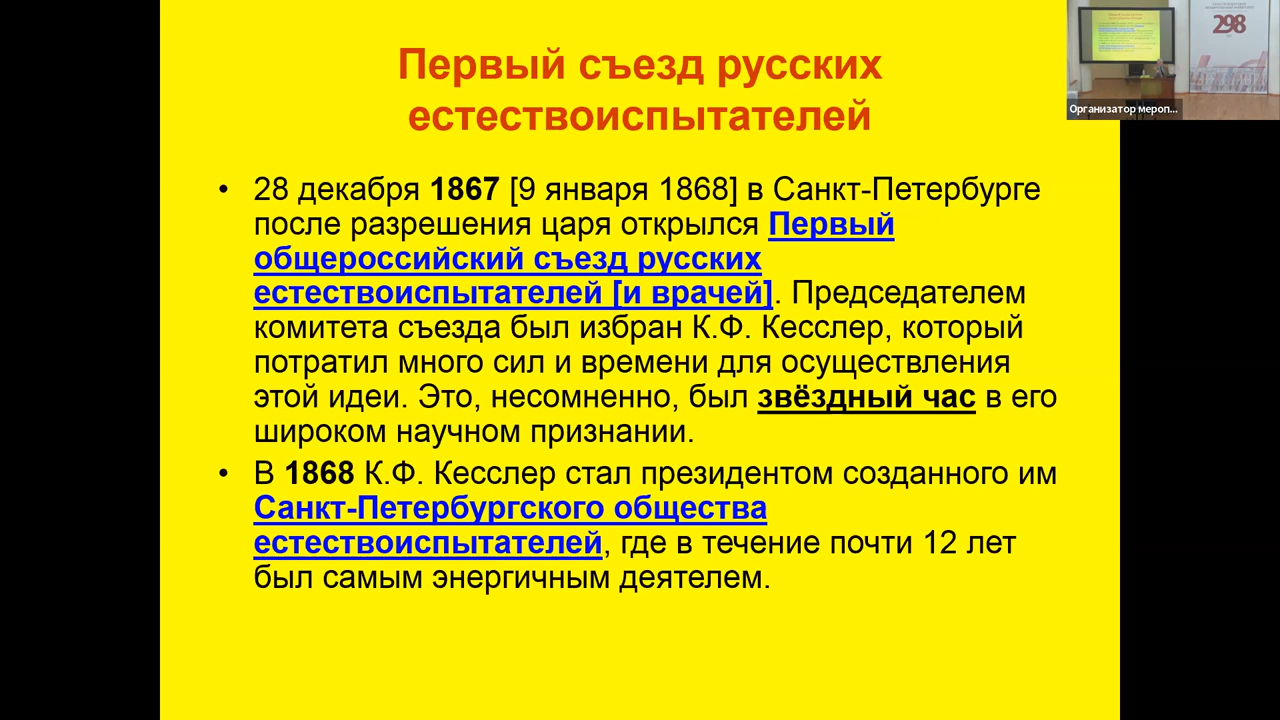 Первый съезд русских
естествоиспытателей
298
Организатор мероп...
• 28 декабря 1867 [9 января 1868] в Санкт-Петербурге
после разрешения царя открылся Первый
общероссийский съезд русских
естествоиспытателей [и врачей]. Председателем
комитета съезда был избран К.Ф. Кесслер, который
потратил много сил и времени для осуществления
этой идеи. Это, несомненно, был звёздный час в его
широком научном признании.
• В 1868 К.Ф. Кесслер стал президентом созданного им
Санкт-Петербургского общества
естествоиспытателей, где в течение почти 12 лет
был самым энергичным деятелем.